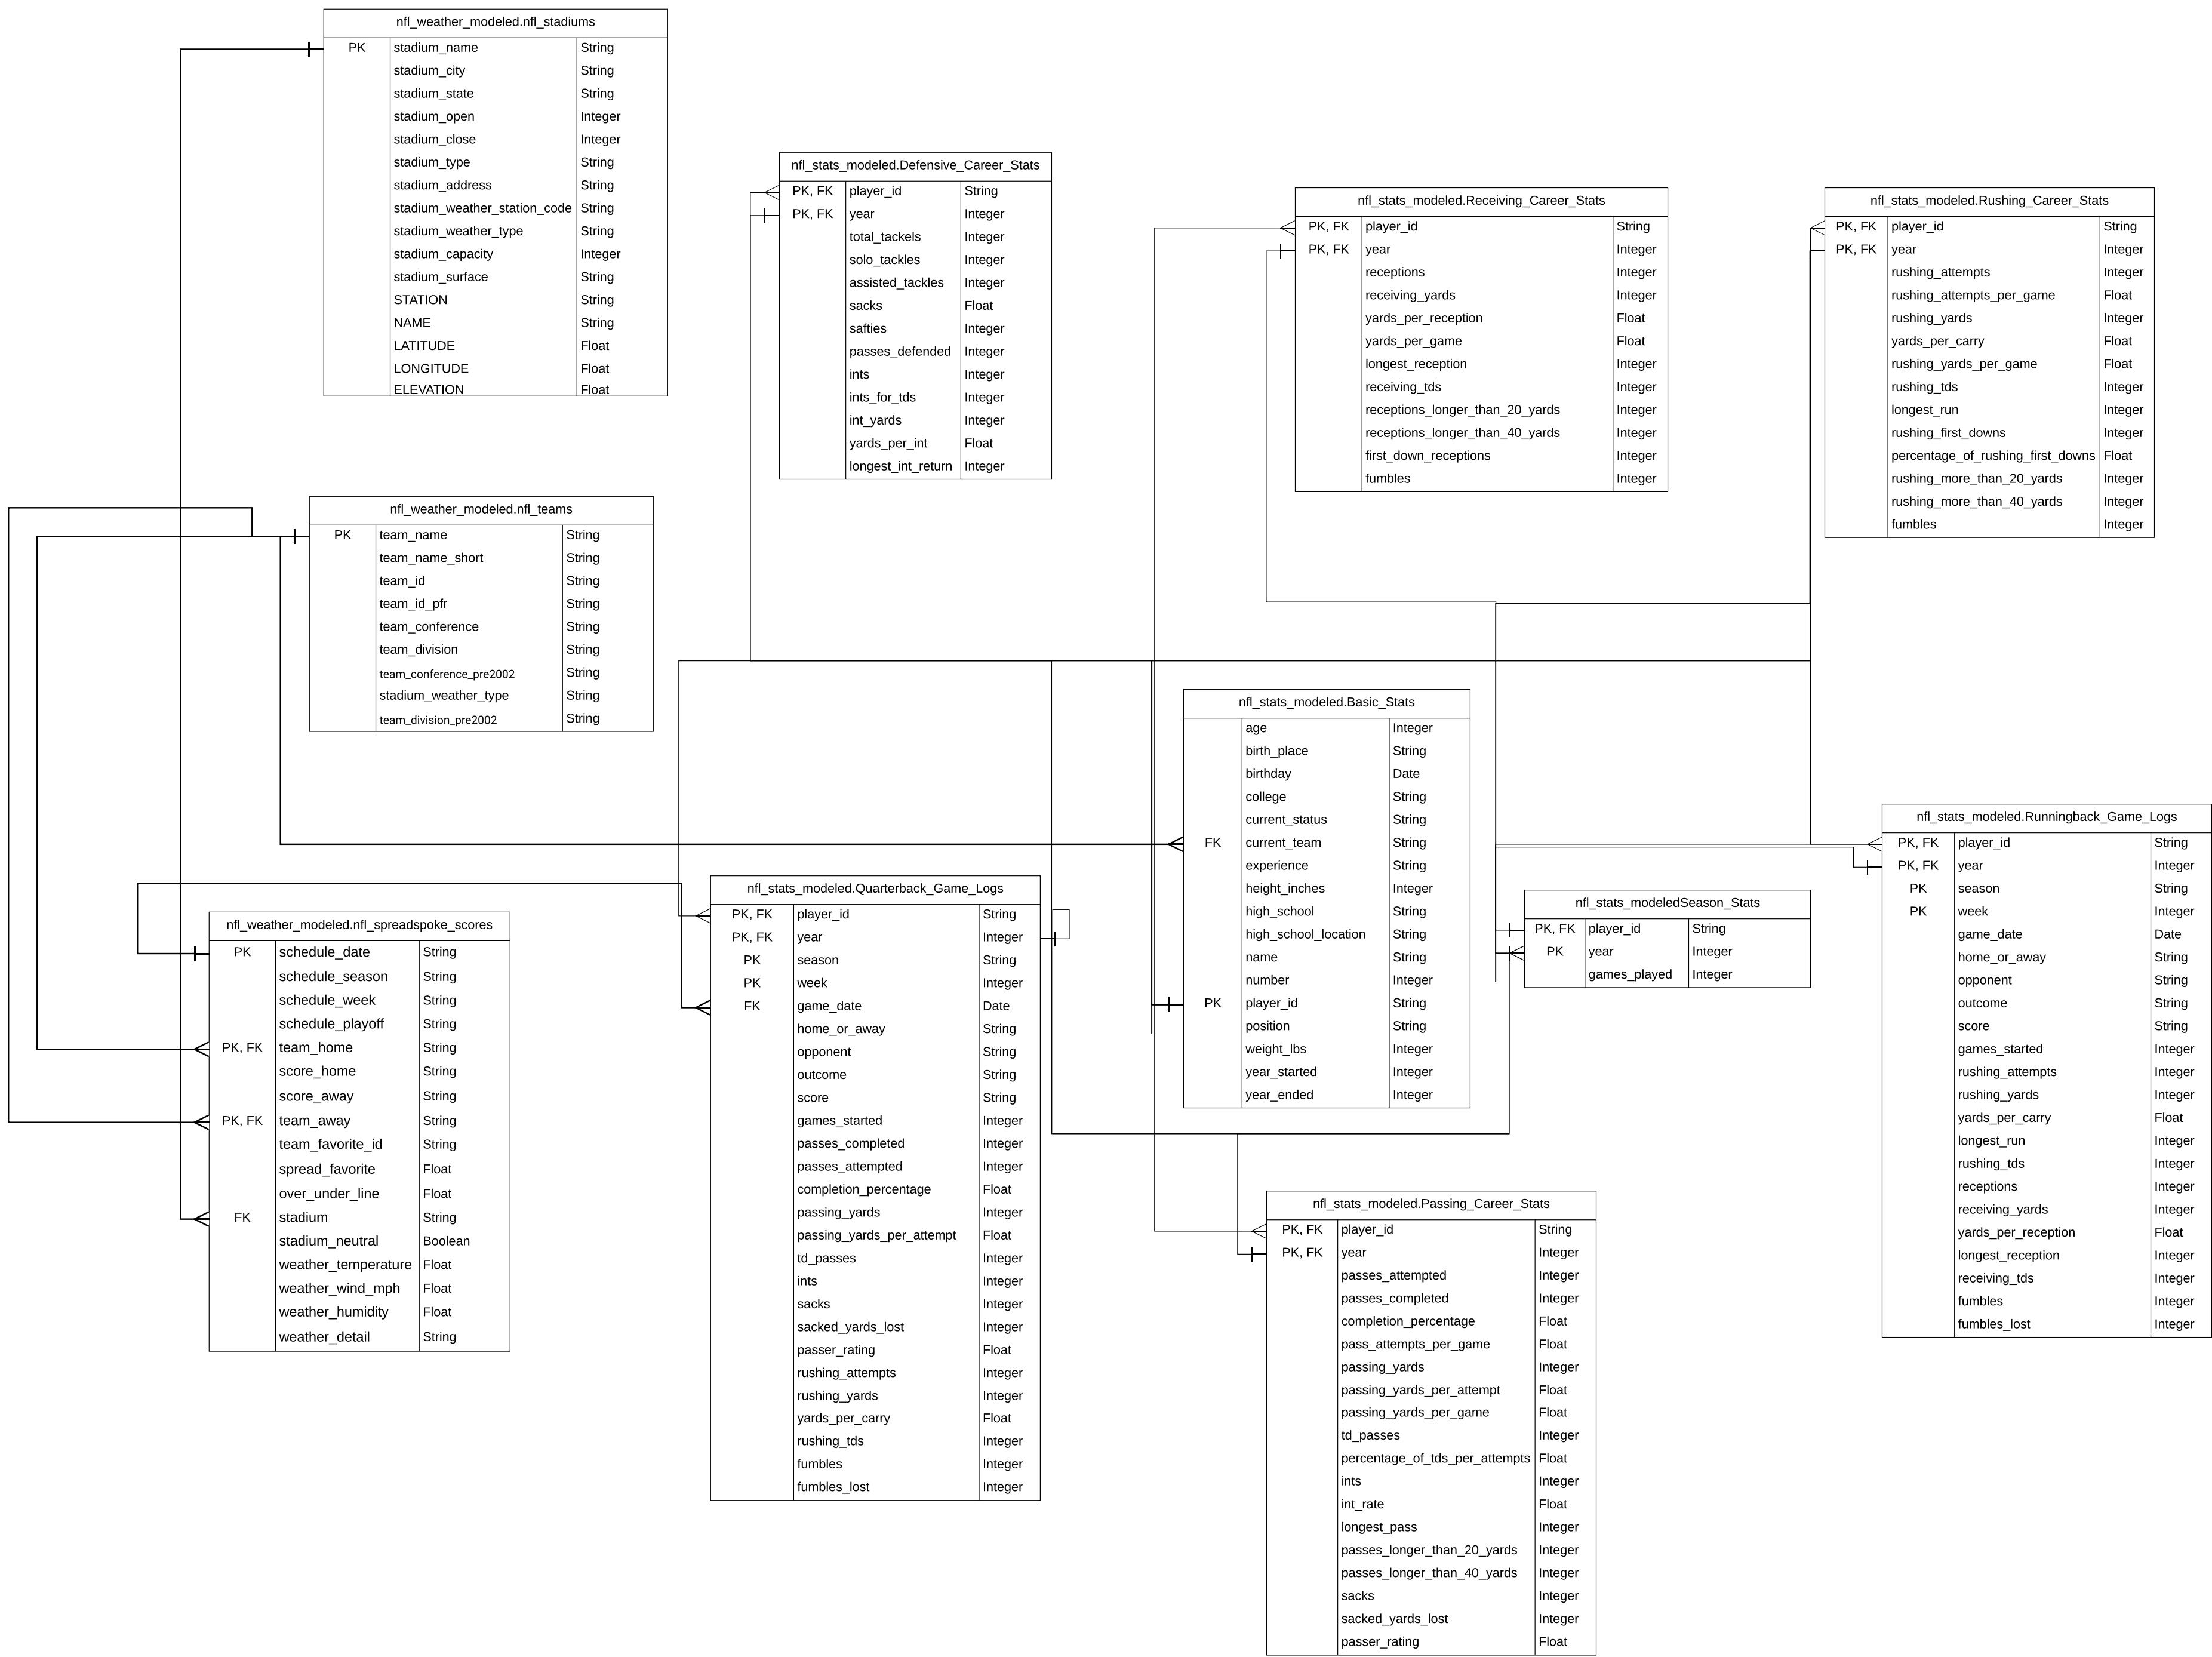 nfl_weather_modeled.nfl_stadiums
PK stadium_name String
stadium_city String
stadium_state String
stadium_open Integer
stadium_close Integer
stadium_type String
stadium_address String
stadium_weather_station_code String
stadium_weather_type String
stadium_capacity Integer
stadium_surface String
STATION String
NAME String
LATITUDE Float
LONGITUDE Float
ELEVATION Float
nfl_stats_modeled.Defensive_Career_Stats
PK, FK player_id String
PK, FK year Integer
total_tackels Integer
solo_tackles Integer
assisted_tackles Integer
sacks Float
safties Integer
passes_defended Integer
ints Integer
ints_for_tds Integer
int_yards Integer
yards_per_int Float
longest_int_return Integer
nfl_stats_modeled.Receiving_Career_Stats
PK, FK player_id String
PK, FK year Integer
receptions Integer
receiving_yards Integer
yards_per_reception Float
yards_per_game Float
longest_reception Integer
receiving_tds Integer
receptions_longer_than_20_yards Integer
receptions_longer_than_40_yards Integer
first_down_receptions Integer
fumbles Integer
nfl_stats_modeled.Rushing_Career_Stats
PK, FK player_id String
PK, FK year Integer
rushing_attempts Integer
rushing_attempts_per_game Float
rushing_yards Integer
yards_per_carry Float
rushing_yards_per_game Float
rushing_tds Integer
longest_run Integer
rushing_first_downs Integer
percentage_of_rushing_first_downs Float
rushing_more_than_20_yards Integer
rushing_more_than_40_yards Integer
fumbles Integer
nfl_weather_modeled.nfl_teams
PK team_name String
team_name_short String
team_id String
team_id_pfr String
team_conference String
team_division String
team_conference_pre2002 String
stadium_weather_type String
team_division_pre2002 String
nfl_stats_modeled.Basic_Stats
age Integer
birth_place String
birthday Date
college String
current_status String
FK current_team String
experience String
height_inches Integer
high_school String
high_school_location String
name String
number Integer
PK player_id String
position String
weight_lbs Integer
year_started Integer
year_ended Integer
nfl_stats_modeled.Runningback_Game_Logs
PK, FK player_id String
PK, FK year Integer
PK season String
PK week Integer
game_date Date
home_or_away String
opponent String
outcome String
score String
games_started Integer
rushing_attempts Integer
rushing_yards Integer
yards_per_carry Float
longest_run Integer
rushing_tds Integer
receptions Integer
receiving_yards Integer
yards_per_reception Float
longest_reception Integer
receiving_tds Integer
fumbles Integer
fumbles_lost Integer
nfl_stats_modeledSeason_Stats
PK, FK player_id String
PK year Integer
games_played Integer
nfl_stats_modeled.Quarterback_Game_Logs
PK, FK player_id String
PK, FK year Integer
PK season String
PK week Integer
FK game_date Date
home_or_away String
opponent String
outcome String
score String
games_started Integer
passes_completed Integer
passes_attempted Integer
completion_percentage Float
passing_yards Integer
passing_yards_per_attempt Float
td_passes Integer
ints Integer
sacks Integer
sacked_yards_lost Integer
passer_rating Float
rushing_attempts Integer
rushing_yards Integer
yards_per_carry Float
rushing_tds Integer
fumbles Integer
fumbles_lost Integer
nfl_weather_modeled.nfl_spreadspoke_scores
PK schedule_date String
schedule_season String
schedule_week String
schedule_playoff String
PK, FK team_home String
score_home String
score_away String
PK, FK team_away String
team_favorite_id String
spread_favorite Float
over_under_line Float
FK stadium String
stadium_neutral Boolean
weather_temperature Float
weather_wind_mph Float
weather_humidity Float
weather_detail String
nfl_stats_modeled.Passing_Career_Stats
PK, FK player_id String
PK, FK year Integer
passes_attempted Integer
passes_completed Integer
completion_percentage Float
pass_attempts_per_game Float
passing_yards Integer
passing_yards_per_attempt Float
passing_yards_per_game Float
td_passes Integer
percentage_of_tds_per_attempts Float
ints Integer
int_rate Float
longest_pass Integer
passes_longer_than_20_yards Integer
passes_longer_than_40_yards Integer
sacks Integer
sacked_yards_lost Integer
passer_rating Float